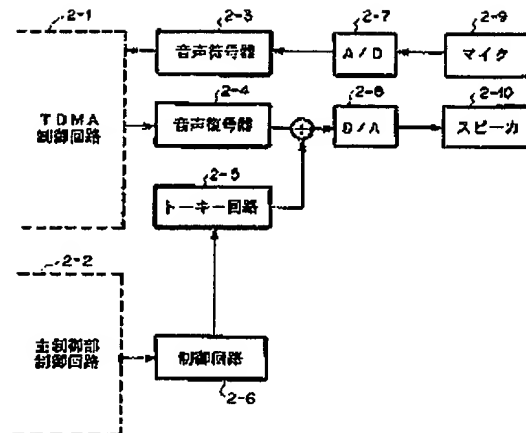 2-1
2-3
2-7
2-9
音声符号器
A/D
マイク
2-4
2-8
2-10
TDMA
制御回路
音声復号器
D/A
スピーカ
2-5
トーキー回路
2-2
主制御部
制御回路
制御回路
2-6